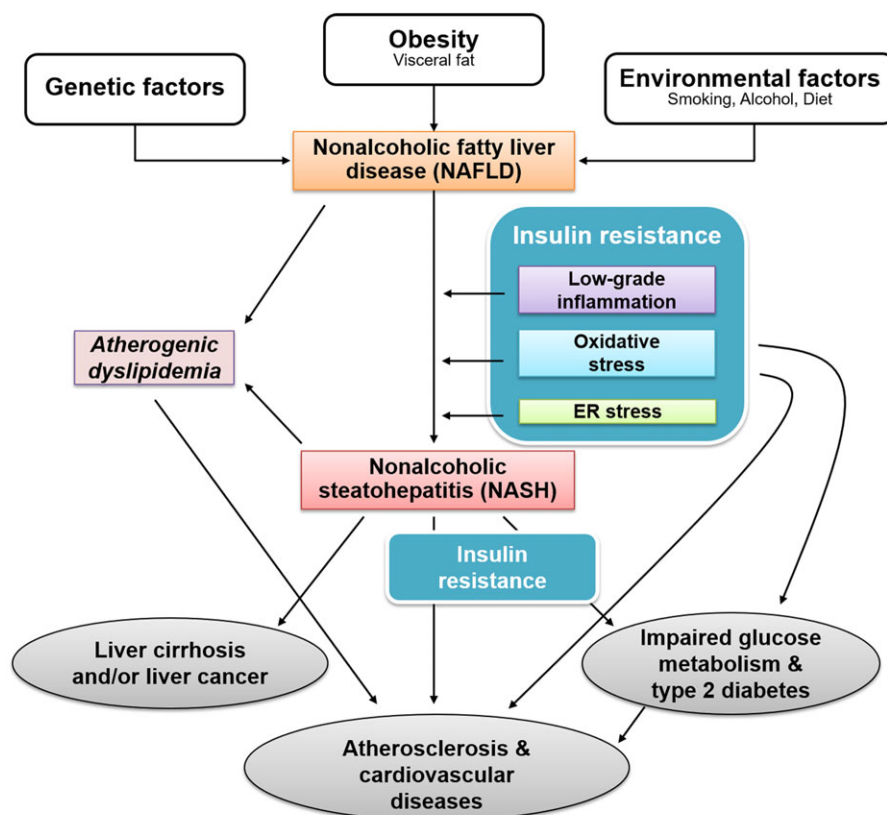 Obesity
Visceral fat
Genetic factors
Environmental factors
Smoking, Alcohol, Diet
Nonalcoholic fatty liver
disease (NAFLD)
Insulin resistance
Low-grade
inflammation
Oxidative
stress
ER stress
Atherogenic
dyslipidemia
Nonalcoholic
steatohepatitis (NASH)
Insulin
resistance
Liver cirrhosis
and/or liver cancer
Impaired glucose
metabolism &
type 2 diabetes
Atherosclerosis &
cardiovascular
diseases